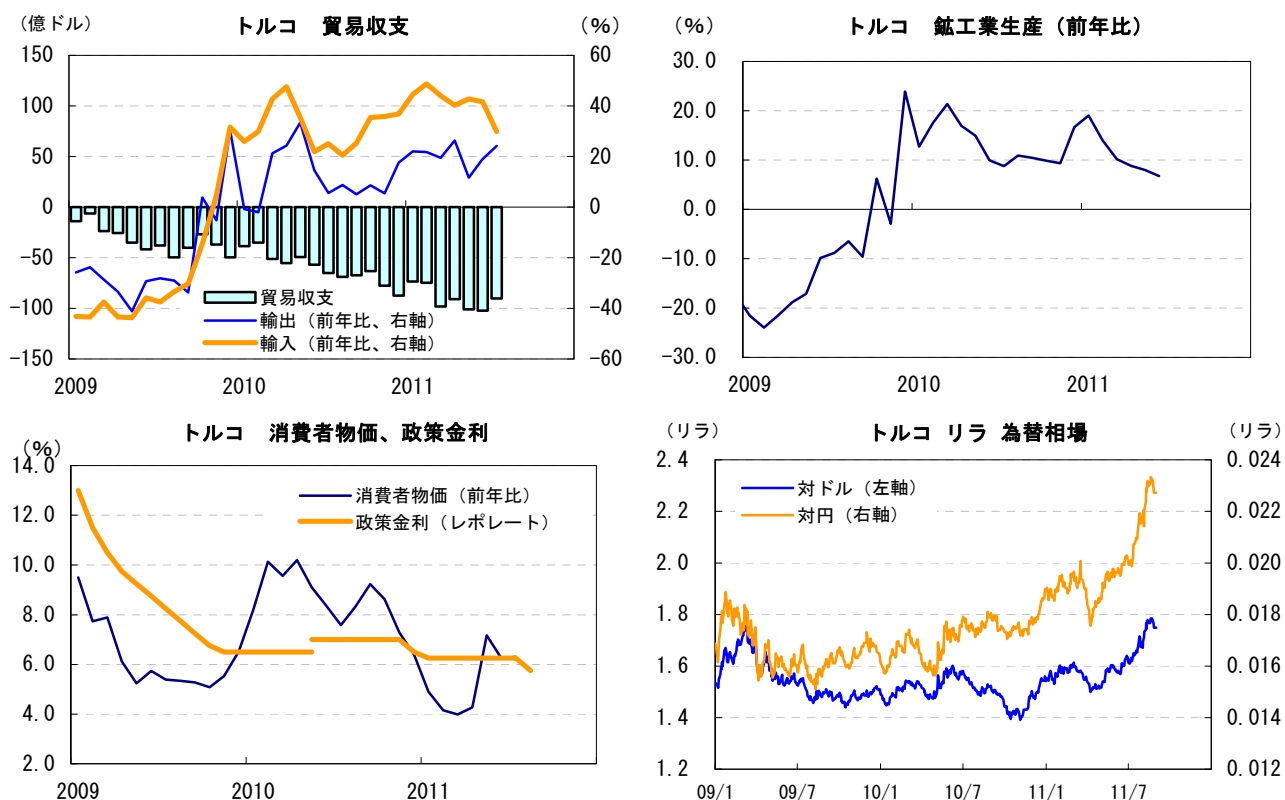 トルコ　貿易収支
（億ドル）
（％）
150
100
50
0
-50
-100
-150
60
40
20
0
-20
-40
-60
貿易収支
輸出（前年比、右軸）
輸入（前年比、右軸）
2009 2010 2011
トルコ　鉱工業生産（前年比）
（％）
30.0
20.0
10.0
0.0
-10.0
-20.0
-30.0
2009 2010 2011
トルコ　消費者物価、政策金利
（％）
14.0
12.0
10.0
8.0
6.0
4.0
2.0
消費者物価（前年比）
政策金利（レポレート）
2009 2010 2011
トルコ リラ 為替相場
（リラ）
（リラ）
2.4
2.2
2.0
1.8
1.6
1.4
1.2
0.024
0.022
0.020
0.018
0.016
0.014
0.012
対ドル（左軸）
対円（右軸）
09/1 09/7 10/1 10/7 11/1 11/7